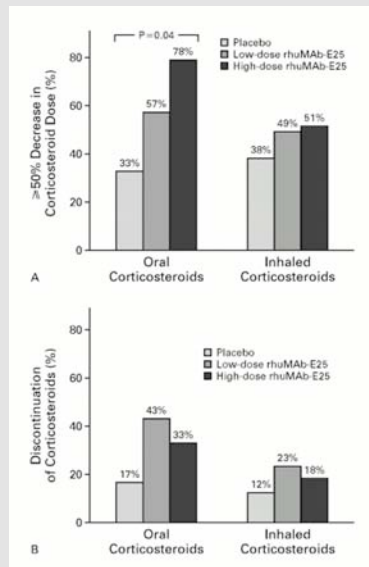 P=0.04
78%
Placebo
Low-dose rhuMAb-E25
High-dose rhuMAb-E25
≥50% Decrease in
Corticosteroid Dose (%)
80
60
40
20
0
33%
57%
38%
49%
51%
A
Oral
Corticosteroids
Inhaled
Corticosteroids
Discontinuation
of Corticosteroids (%)
80
60
40
20
0
Placebo
Low-dose rhuMAb-E25
High-dose rhuMAb-E25
17%
43%
33%
12%
23%
18%
B
Oral
Corticosteroids
Inhaled
Corticosteroids